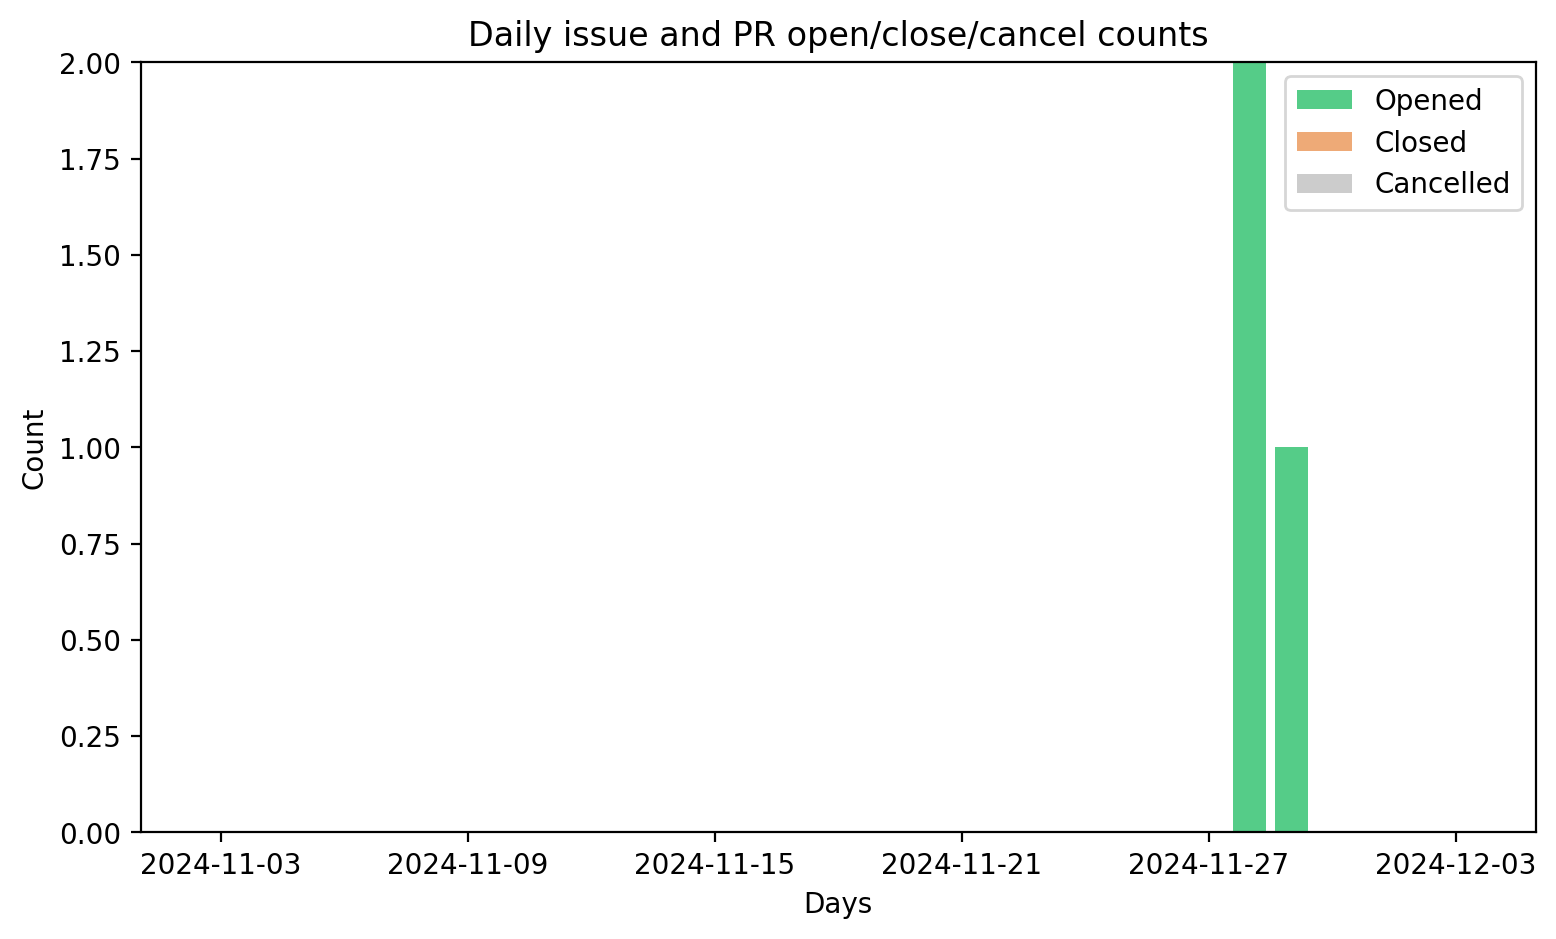 Daily issue and PR open/close/cancel counts
2.00
1.75
1.50
1.25
1.00
0.75
0.50
0.25
0.00
Count
Opened
Closed
Cancelled
2024-11-03 2024-11-09 2024-11-15 2024-11-21 2024-11-27 2024-12-03
Days